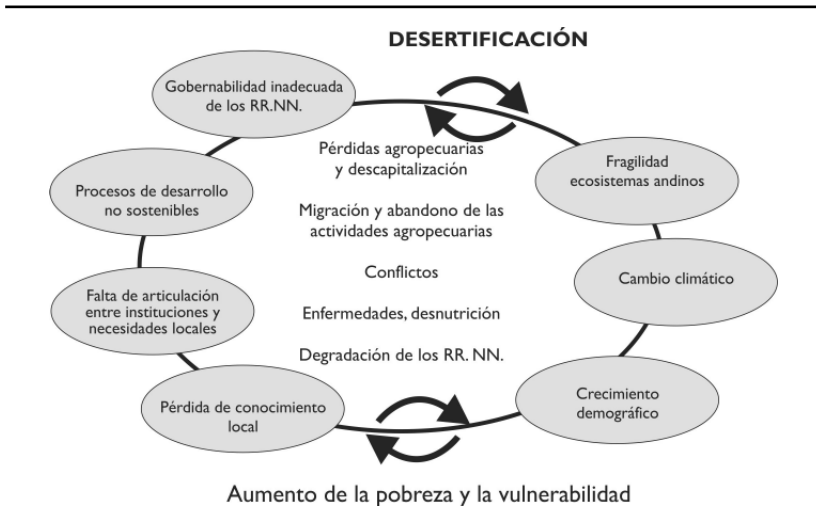 DESERTIFICACIÓN
Gobernabilidad inadecuada
de los RR.NN.
Pérdidas agropecuarias
y descapitalización
Fragilidad
ecosistemas andinos
Procesos de desarrollo
no sostenibles
Migración y abandono de las
actividades agropecuarias
Conflictos
Cambio climático
Falta de articulación
entre instituciones y
necesidades locales
Enfermedades, desnutrición
Degradación de los RR. NN.
Pérdida de conocimiento
local
Crecimiento
demográfico
Aumento de la pobreza y la vulnerabilidad